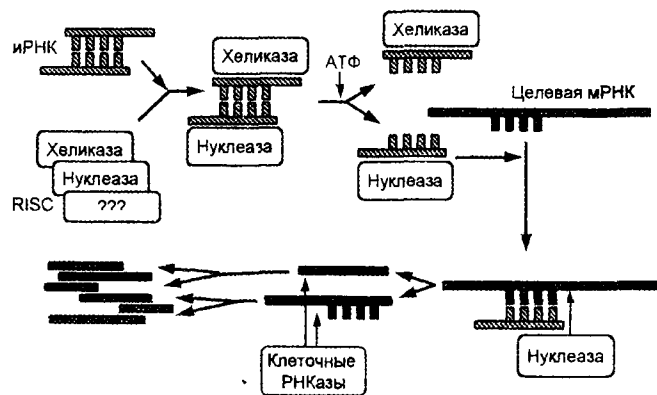 иРНК
Хеликаза
Нуклеаза
RISC
???
Хеликаза
Нуклеаза
АТФ
Хеликаза
Нуклеаза
Целевая мРНК
Нуклеаза
Клеточные
РНКазы